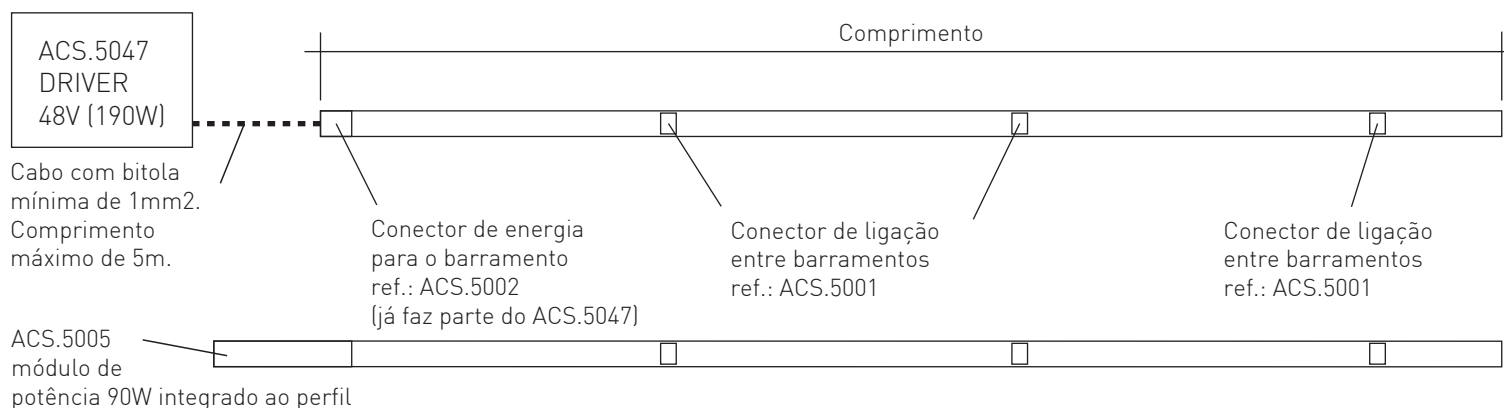 ACS.5047
DRIVER
48V (190W)
Comprimento
Cabo com bitola
mínima de 1mm2.
Comprimento
máximo de 5m.
Conector de energia
para o barramento
ref.: ACS.5002
(já faz parte do ACS.5047)
Conector de ligação
entre barramentos
ref.: ACS.5001
Conector de ligação
entre barramentos
ref.: ACS.5001
ACS.5005
módulo de
potência 90W integrado ao perfil